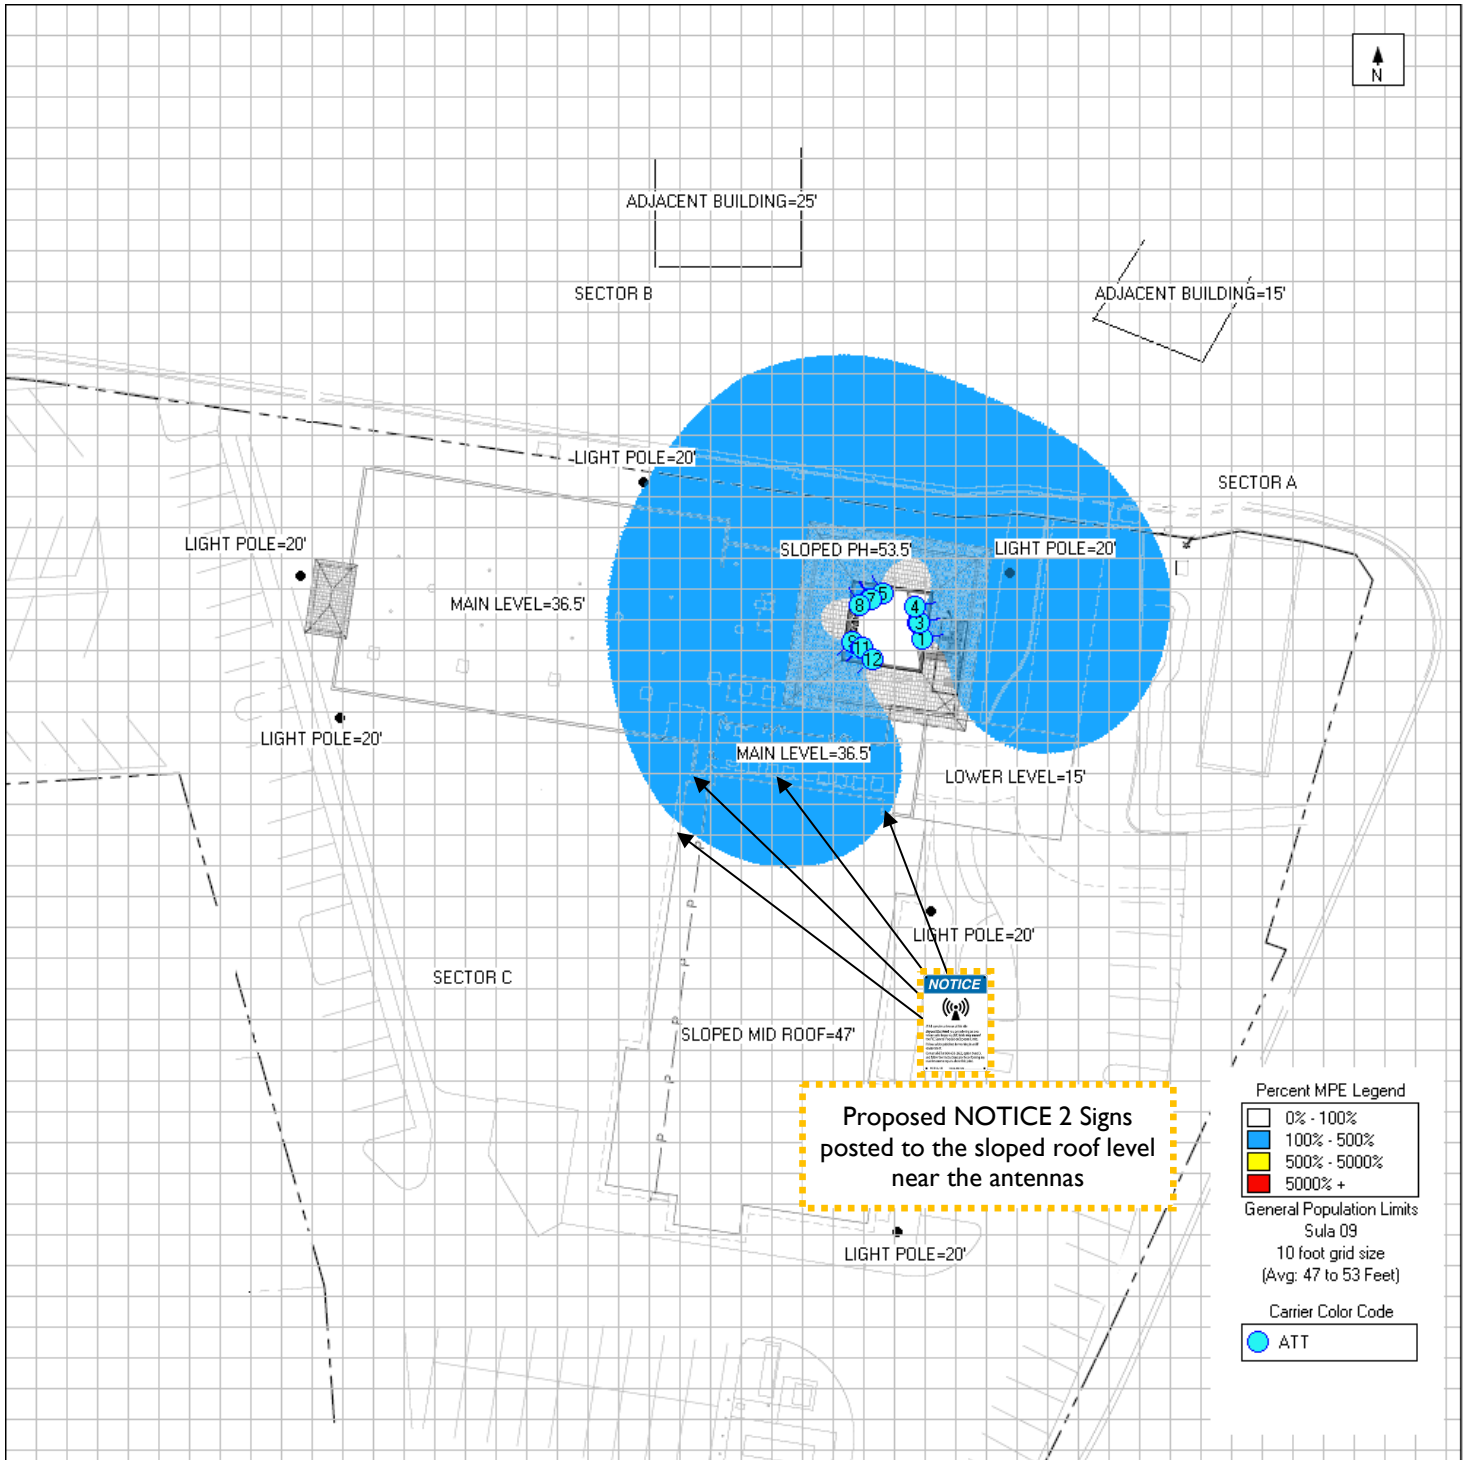 N
ADJACENT BUILDING=25'
SECTOR B
ADJACENT BUILDING=15'
LIGHT POLE=20'
SECTOR A
LIGHT POLE=20'
SLOPED PH=53.5'
LIGHT POLE=20'
MAIN LEVEL=36.5'
5
7
8
4
3
1
11
12
LIGHT POLE=20'
MAIN LEVEL=36.5'
LOWER LEVEL=15'
P
P
LIGHT POLE=20'
SECTOR C
P
NOTICE
SLOPED MID ROOF=47'
P
P
Proposed NOTICE 2 Signs
posted to the sloped roof level
near the antennas
LIGHT POLE=20'
Percent MPE Legend
0% - 100%
100% - 500%
500% - 5000%
5000% +
General Population Limits
Sula 09
10 foot grid size
(Avg: 47 to 53 Feet)
Carrier Color Code
ATT